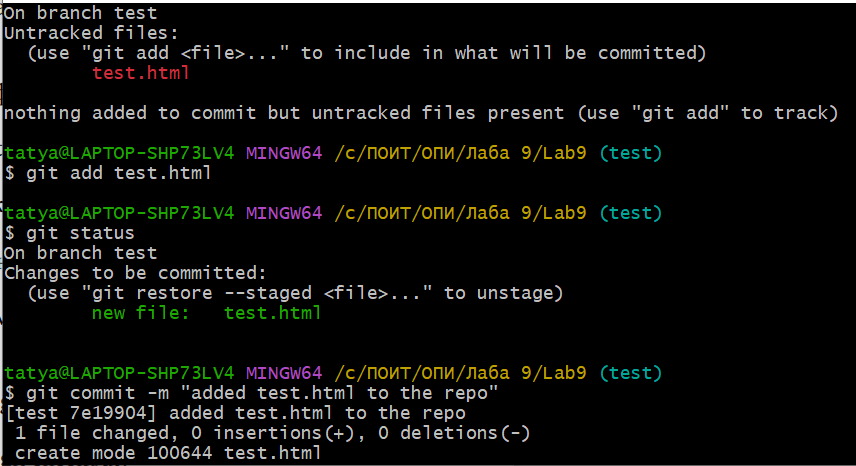 On branch test
Untracked files:
  (use "git add <file>..." to include in what will be committed)
        test.html
nothing added to commit but untracked files present (use "git add" to track)
tatya@LAPTOP-SHP73LV4 MINGW64 /c/ПОИТ/ОПИ/Лаба 9/Lab9 (test)
$ git add test.html
tatya@LAPTOP-SHP73LV4 MINGW64 /c/ПОИТ/ОПИ/Лаба 9/Lab9 (test)
$ git status
On branch test
Changes to be committed:
  (use "git restore --staged <file>..." to unstage)
        new file:   test.html
tatya@LAPTOP-SHP73LV4 MINGW64 /c/ПОИТ/ОПИ/Лаба 9/Lab9 (test)
$ git commit -m "added test.html to the repo"
[test 7e19904] added test.html to the repo
 1 file changed, 0 insertions(+), 0 deletions(-)
 create mode 100644 test.html